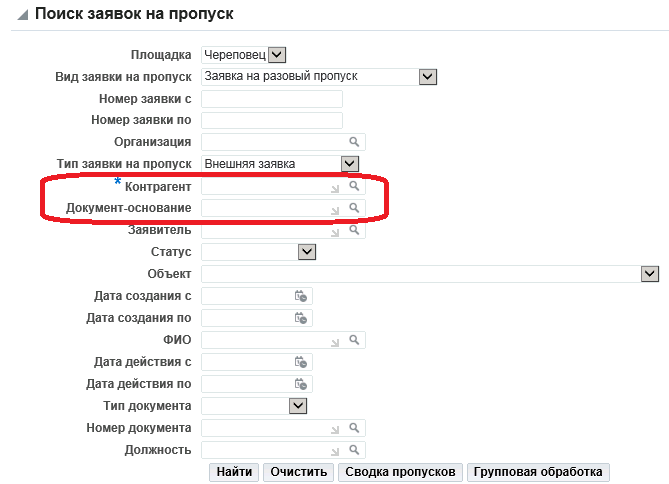 Поиск заявок на пропуск
Площадка Череповец
Вид заявки на пропуск Заявка на разовый пропуск
Номер заявки с
Номер заявки по
Организация
Тип заявки на пропуск Внешняя заявка
* Контрагент
Документ-основание
Заявитель
Статус
Объект
Дата создания с
Дата создания по
ФИО
Дата действия с
Дата действия по
Тип документа
Номер документа
Должность
Найти Очистить Сводка пропусков Групповая обработка